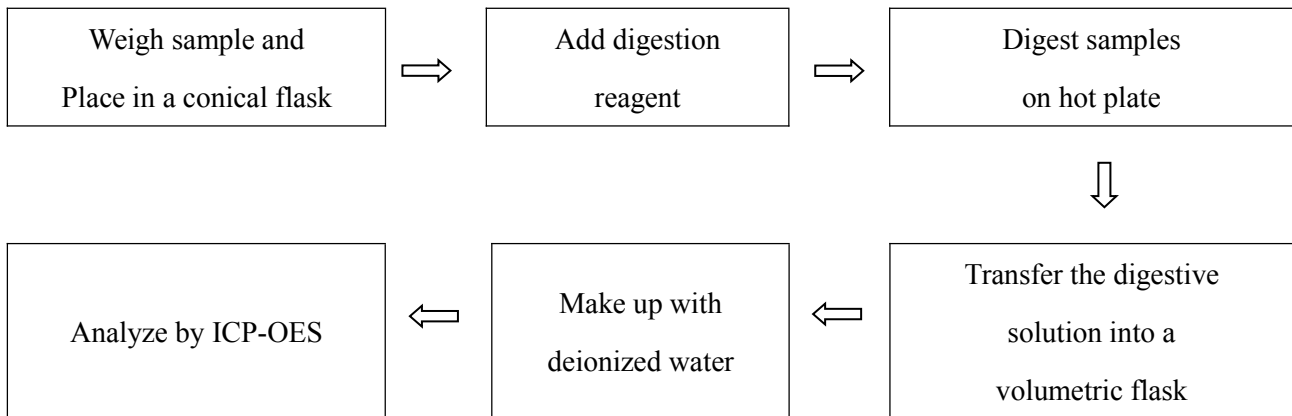 Weigh sample and
Place in a conical flask
Add digestion
reagent
Digest samples
on hot plate
Transfer the digestive
solution into a
volumetric flask
Make up with
deionized water
Analyze by ICP-OES